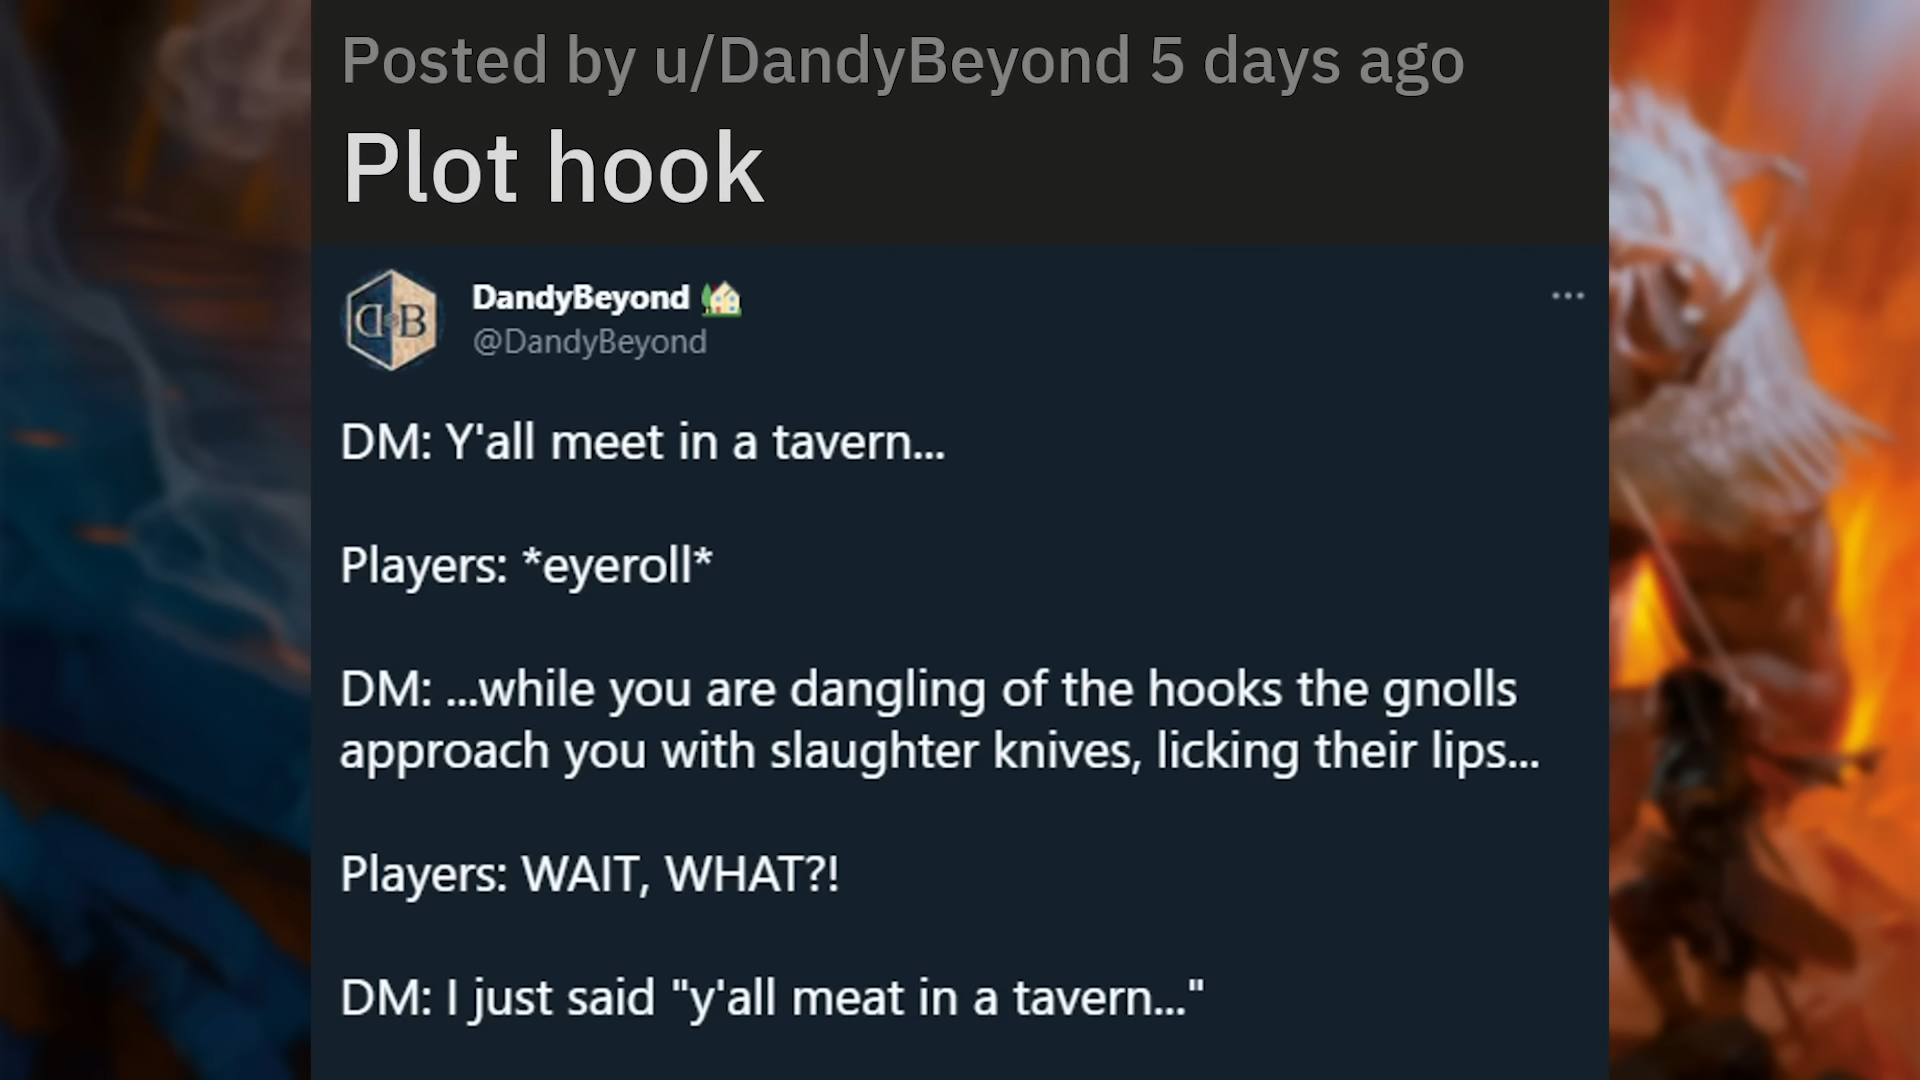 Posted by u/DandyBeyond 5 days ago
Plot hook
DB
DandyBeyond
@DandyBeyond
DM: Y'all meet in a tavern...
Players: *eyeroll*
DM: ...while you are dangling of the hooks the gnolls
approach you with slaughter knives, licking their lips...
Players: WAIT, WHAT?!
DM: I just said "y'all meat in a tavern..."